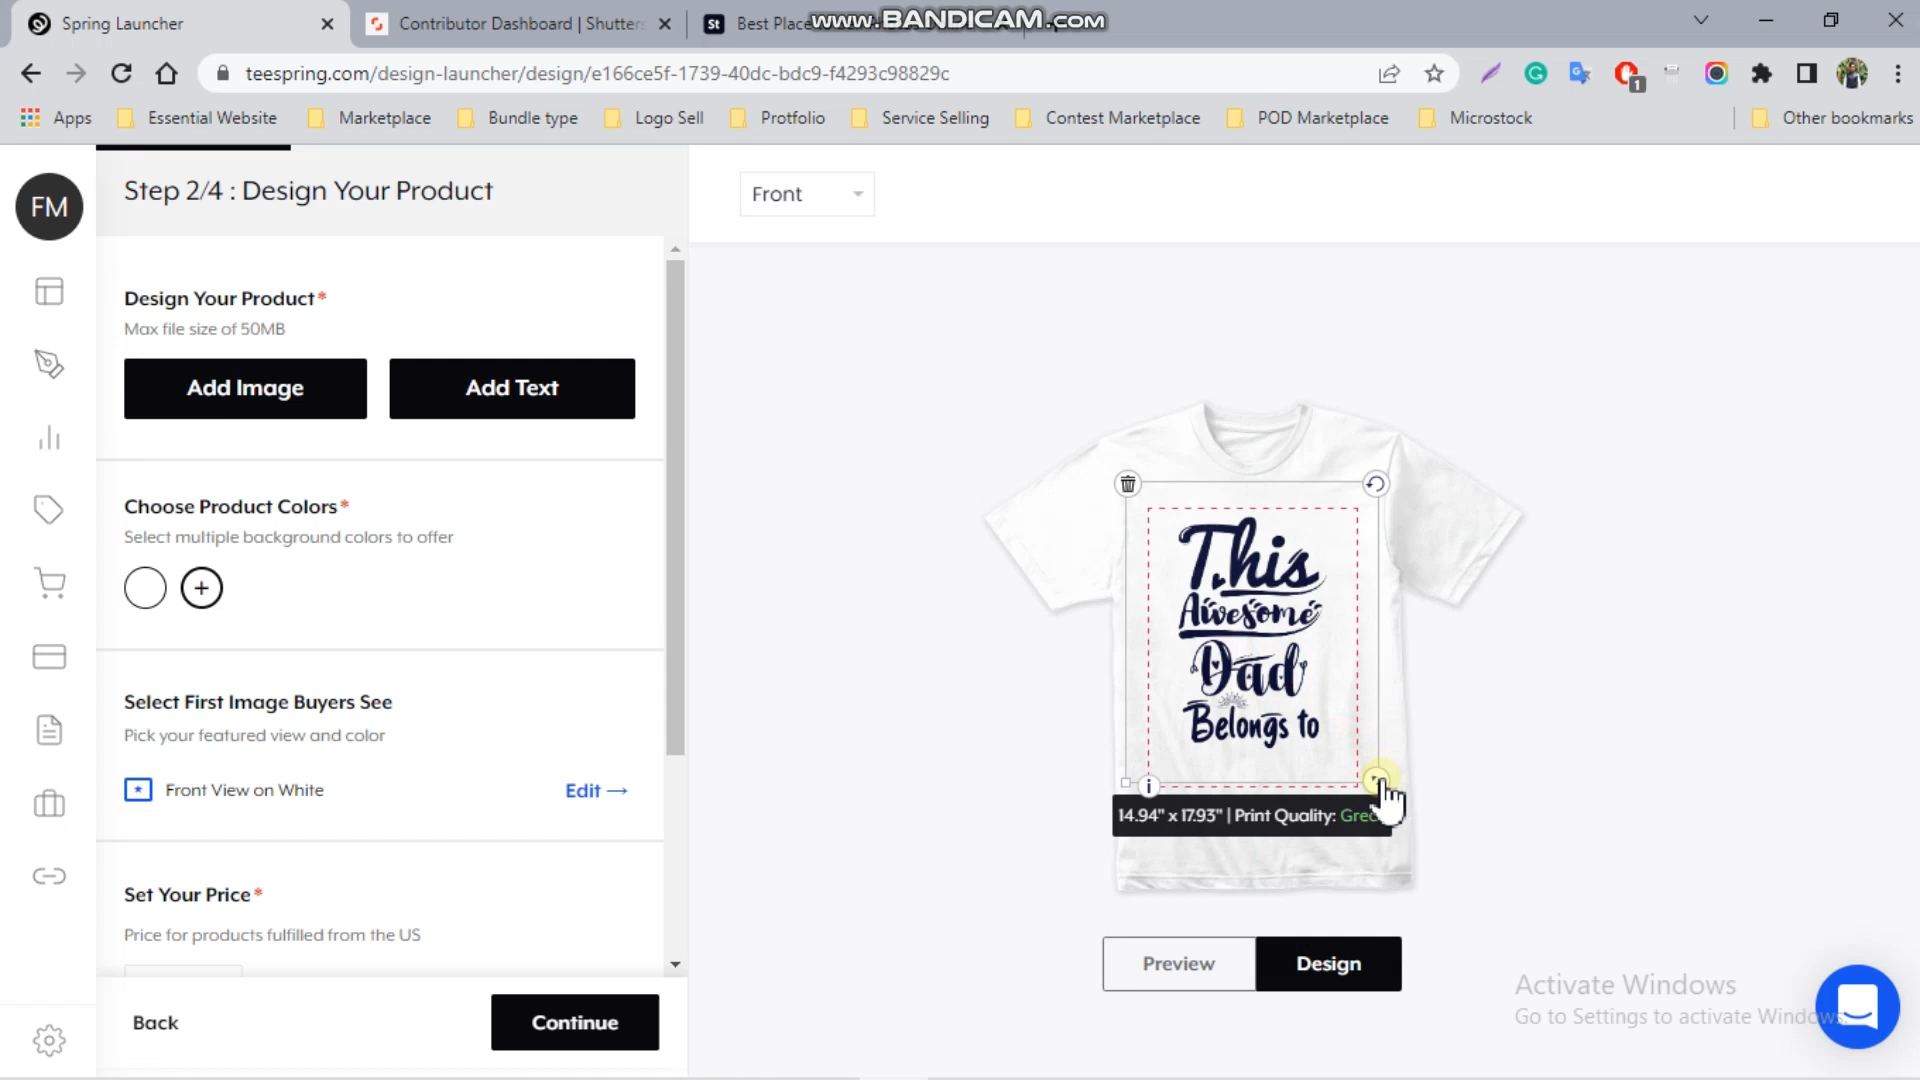 Spring Launcher
Contributor Dashboard | Shutters
St
Best Place
www.BANDICAM.com
teespring.com/design-launcher/design/e166ce5f-1739-40dc-bdc9-f4293c98829c
1
Apps
Essential Website
Marketplace
Bundle type
Logo Sell
Protfolio
Service Selling
Contest Marketplace
POD Marketplace
Microstock
Other bookmarks
FM
Step 2/4 : Design Your Product
Front
Design Your Product*
Max file size of 50MB
Add Image
Add Text
Choose Product Colors*
Select multiple background colors to offer
Select First Image Buyers See
Pick your featured view and color
Front View on White
Edit →
Set Your Price*
Price for products fulfilled from the US
Back
Continue
This
Awesome
Dad
Belongs to
i
14.94" x 17.93" | Print Quality:
Preview
Design
Activate Windows
Go to Settings to activate Windows.